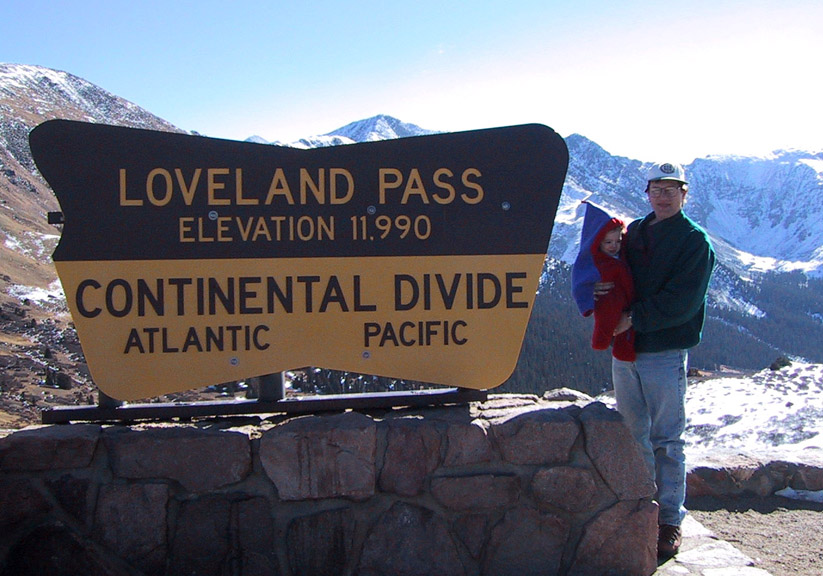 LOVELAND PASS
ELEVATION 11,990
CONTINENTAL DIVIDE
ATLANTIC PACIFIC